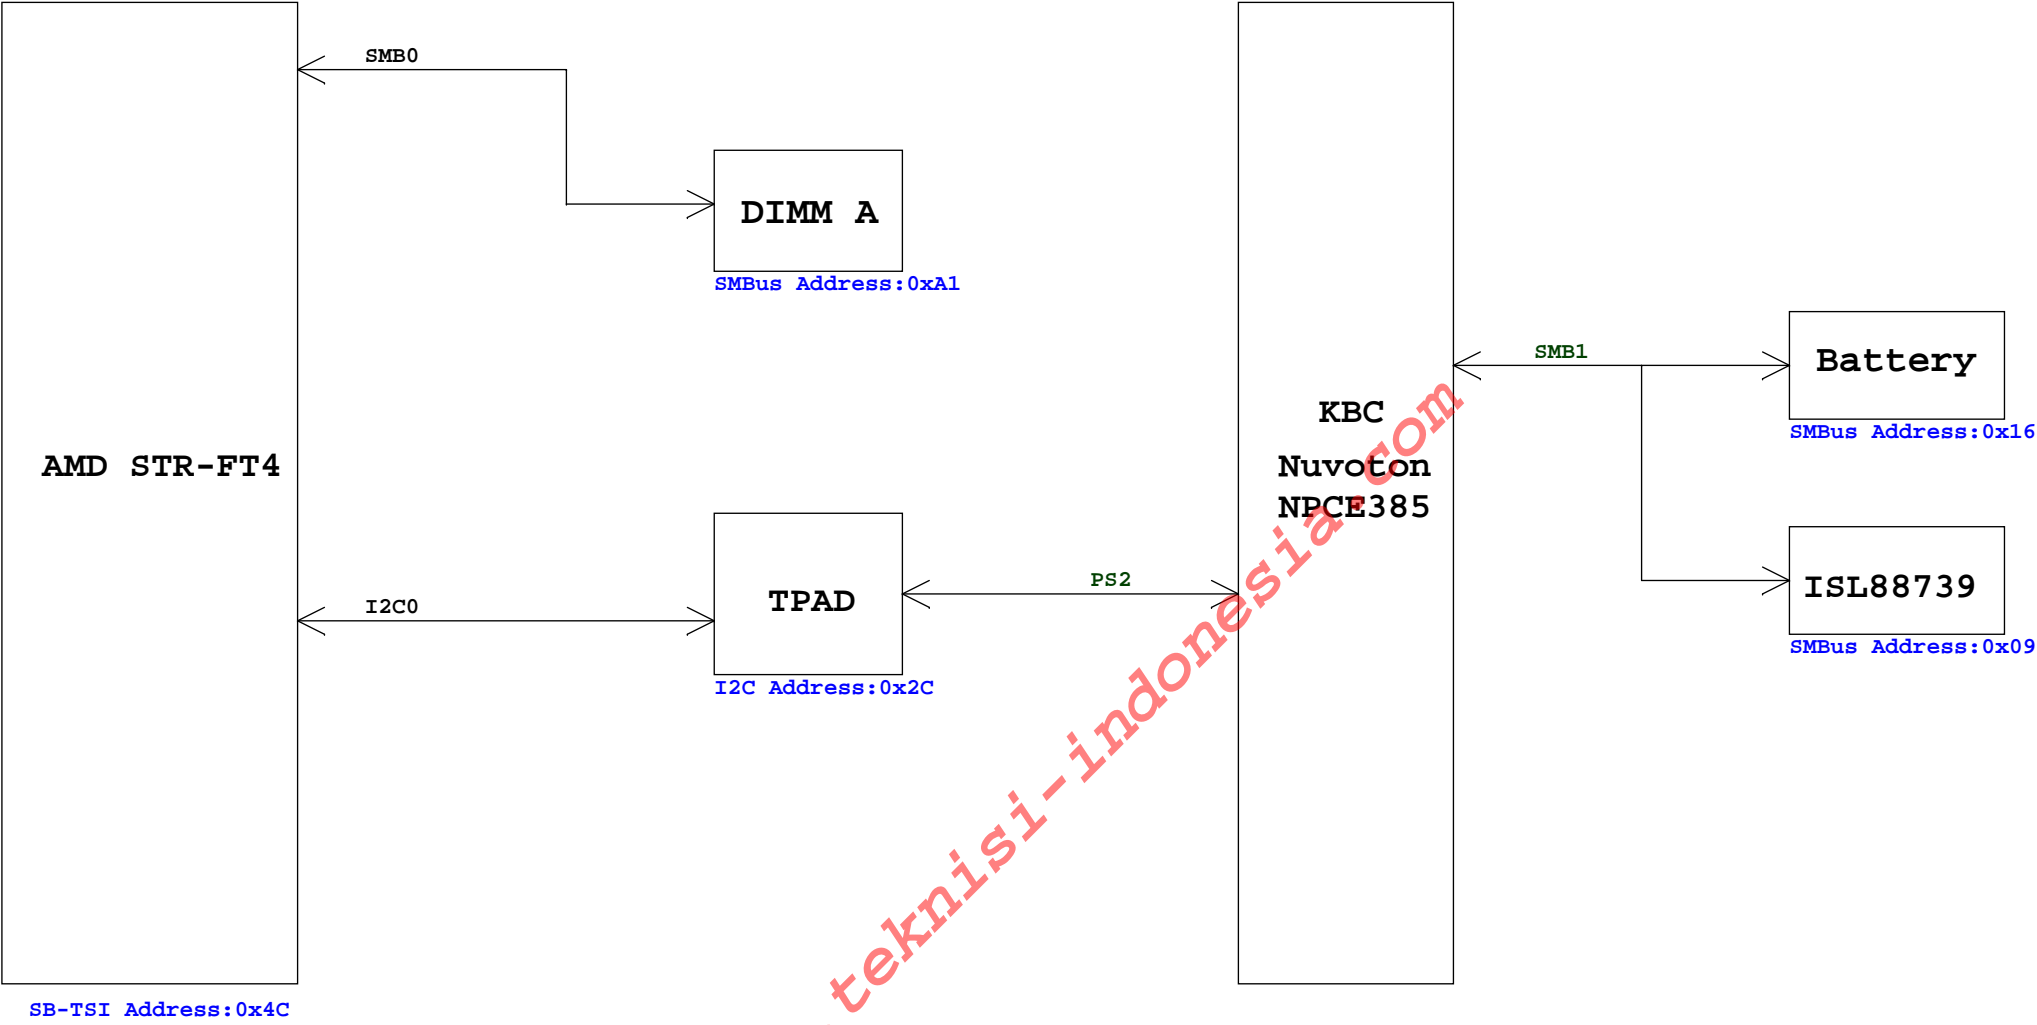 SMB0
DIMM A
SMBus Address:0xA1
AMD STR-FT4
I2C0
TPAD
I2C Address:0x2C
PS2
KBC
Nuvoton
NPCE385
SMB1
Battery
SMBus Address:0x16
ISL88739
SMBus Address:0x09
SB-TSI Address:0x4C
teknisi-indonesia.com